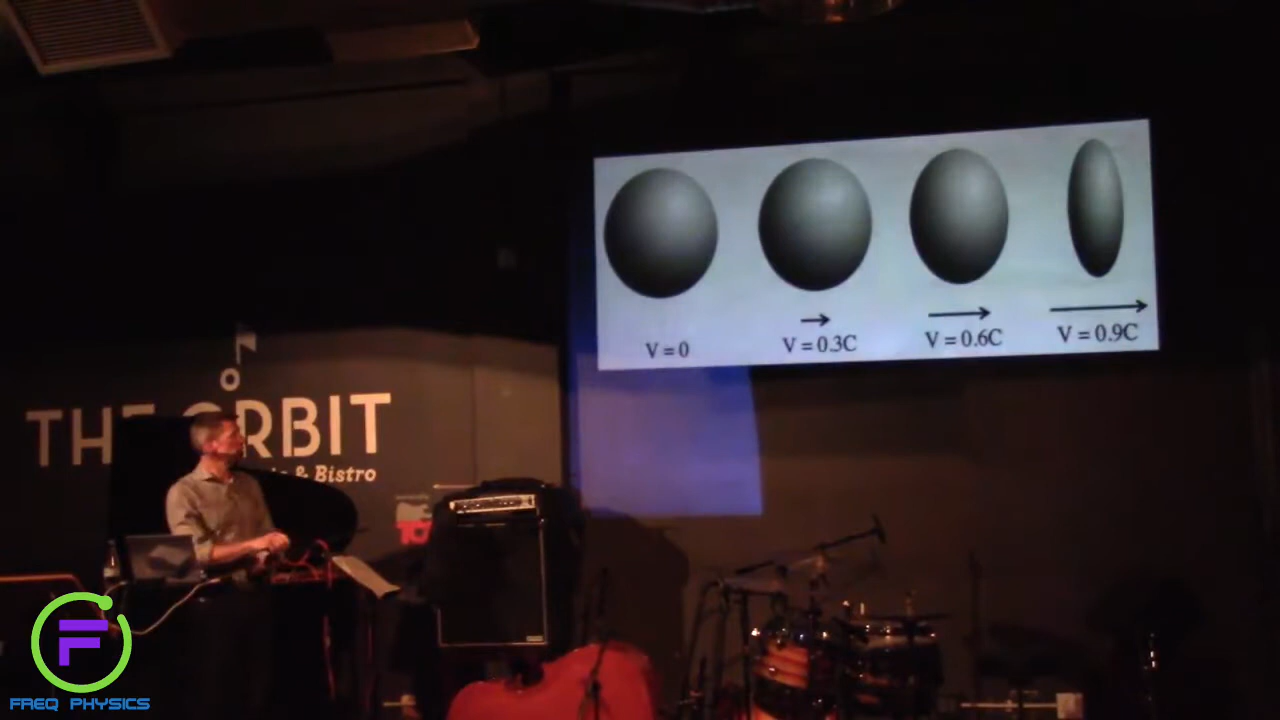 V = 0
V = 0.3C
V = 0.6C
V = 0.9C
THE ORBIT
& Bistro
FREQ PHYSICS